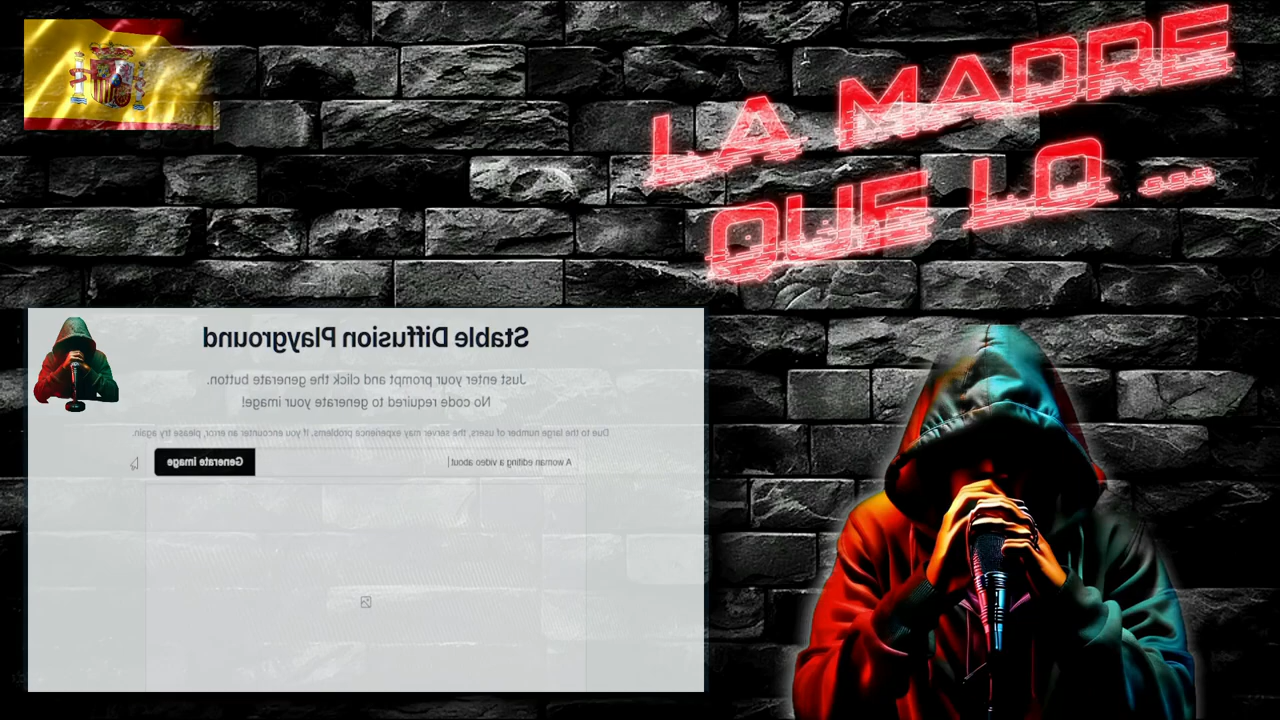 LA MADRE
QUE LO ...
Stable Diffusion Playground
Just enter your prompt and click the generate button.
No code required to generate your image!
Due to the large number of users, the server may experience problems, If you encounter an error, please try again.
A woman editing a video about
Generate image